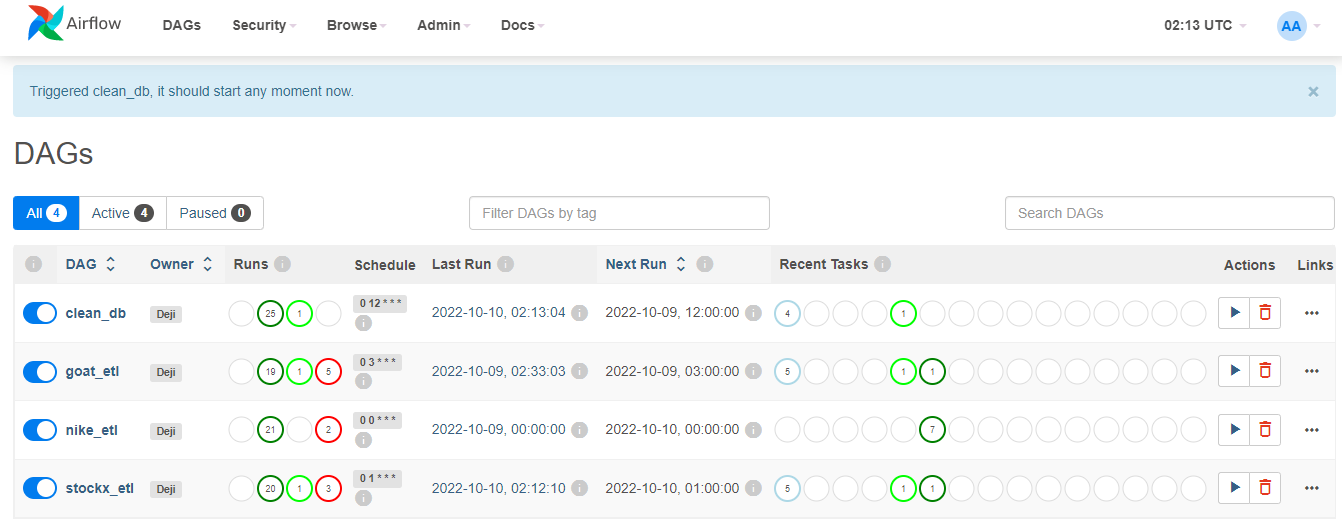 Airflow DAGs Security Browse Admin Docs 02:13 UTC AA
Triggered clean_db, it should start any moment now. ×
DAGs
All 4 Active 4 Paused 0 Filter DAGs by tag Search DAGs
i DAG Owner Runs i Schedule Last Run i Next Run i Recent Tasks i Actions Links
clean_db Deji 25 1 0 12 * * * i 2022-10-10, 02:13:04 i 2022-10-09, 12:00:00 i 4 1
goat_etl Deji 19 1 5 0 3 * * * i 2022-10-09, 02:33:03 i 2022-10-09, 03:00:00 i 5 1 1
nike_etl Deji 21 2 0 0 * * * i 2022-10-09, 00:00:00 i 2022-10-10, 00:00:00 i 7
stockx_etl Deji 20 1 3 0 1 * * * i 2022-10-10, 02:12:10 i 2022-10-10, 01:00:00 i 5 1 1